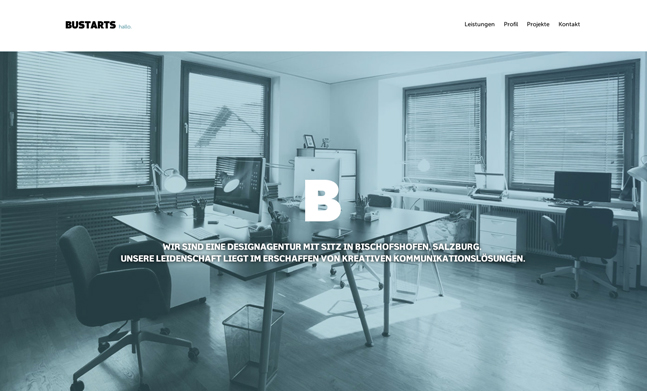 BUSTARTS hallo.
Leistungen Profil Projekte Kontakt
B
WIR SIND EINE DESIGNAGENTUR MIT SITZ IN BISCHOFSHOFEN, SALZBURG.
UNSERE LEIDENSCHAFT LIEGT IM ERSCHAFFEN VON KREATIVEN KOMMUNIKATIONSLÖSUNGEN.